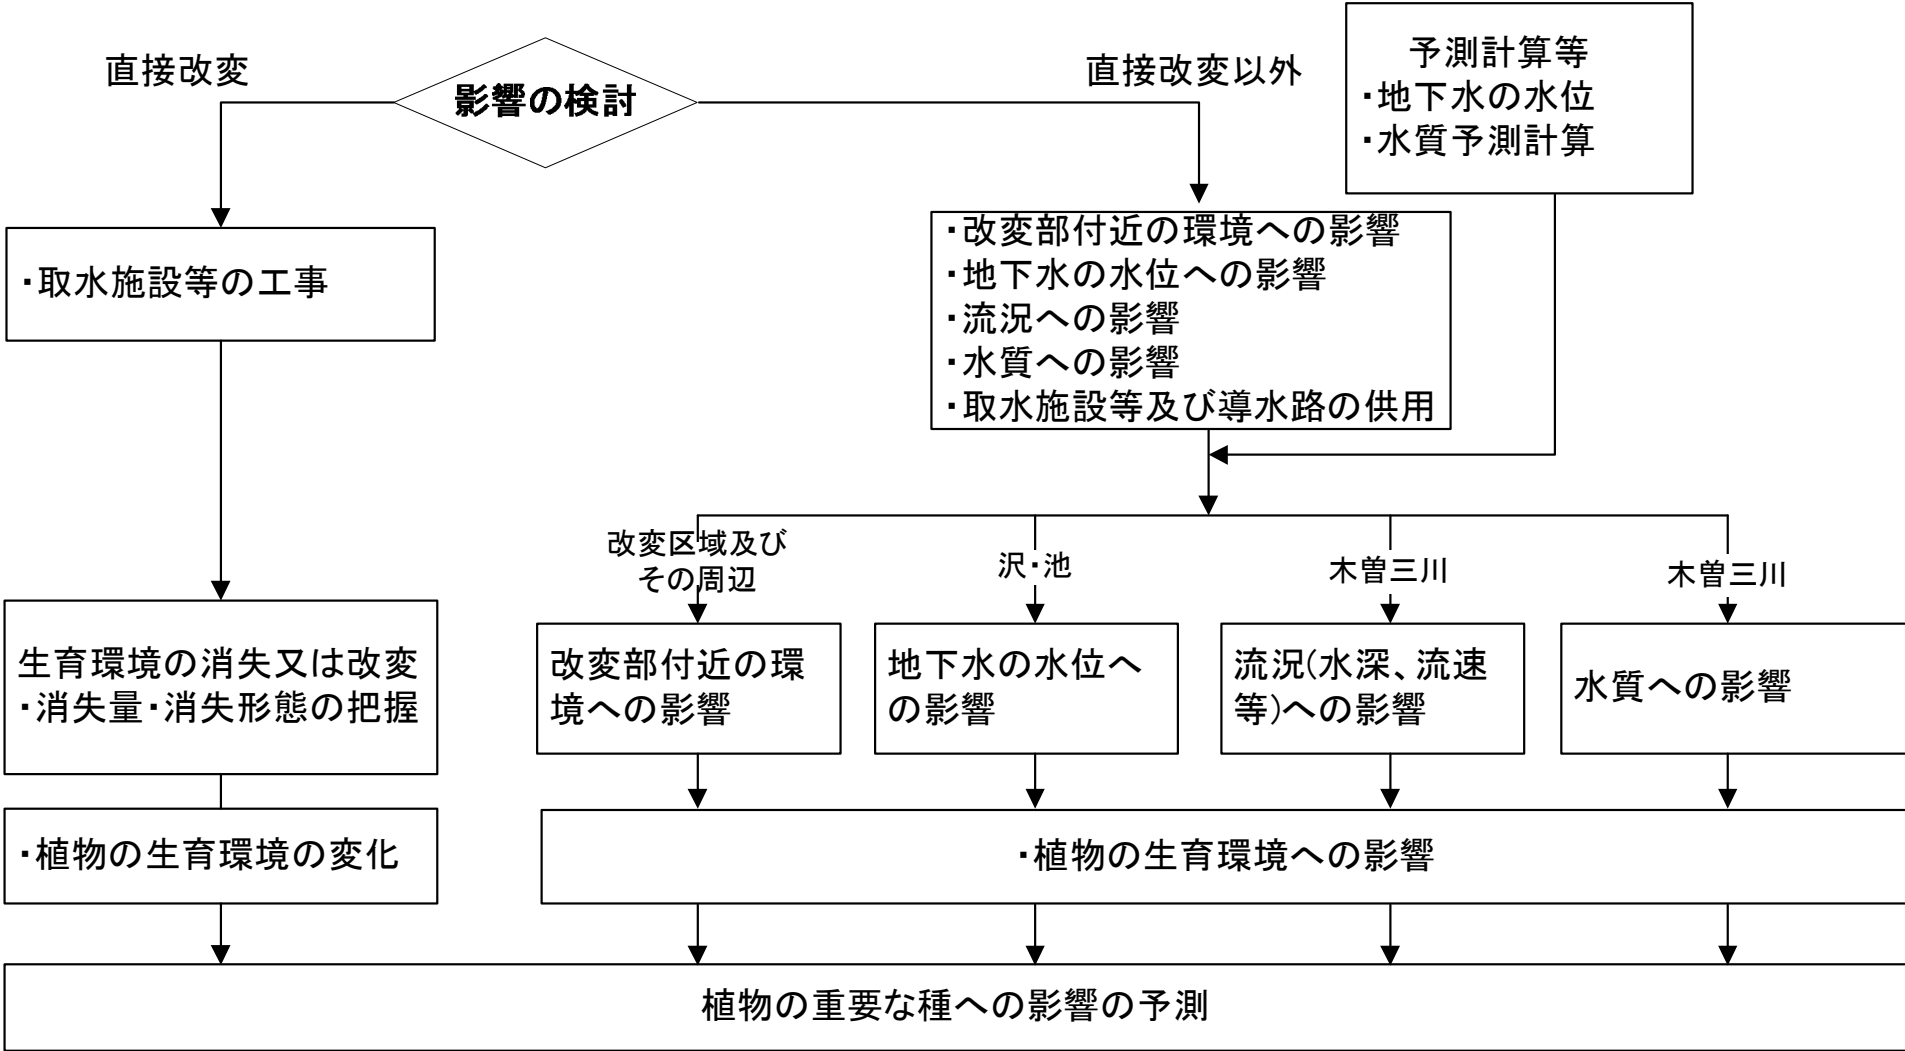 直接改変
影響の検討
直接改変以外
予測計算等
・地下水の水位
・水質予測計算
・取水施設等の工事
・改変部付近の環境への影響
・地下水の水位への影響
・流況への影響
・水質への影響
・取水施設等及び導水路の供用
改変区域及び
その周辺
沢・池
木曽三川
木曽三川
生育環境の消失又は改変
・消失量・消失形態の把握
改変部付近の環
境への影響
地下水の水位へ
の影響
流況(水深、流速
等)への影響
水質への影響
・植物の生育環境の変化
・植物の生育環境への影響
植物の重要な種への影響の予測